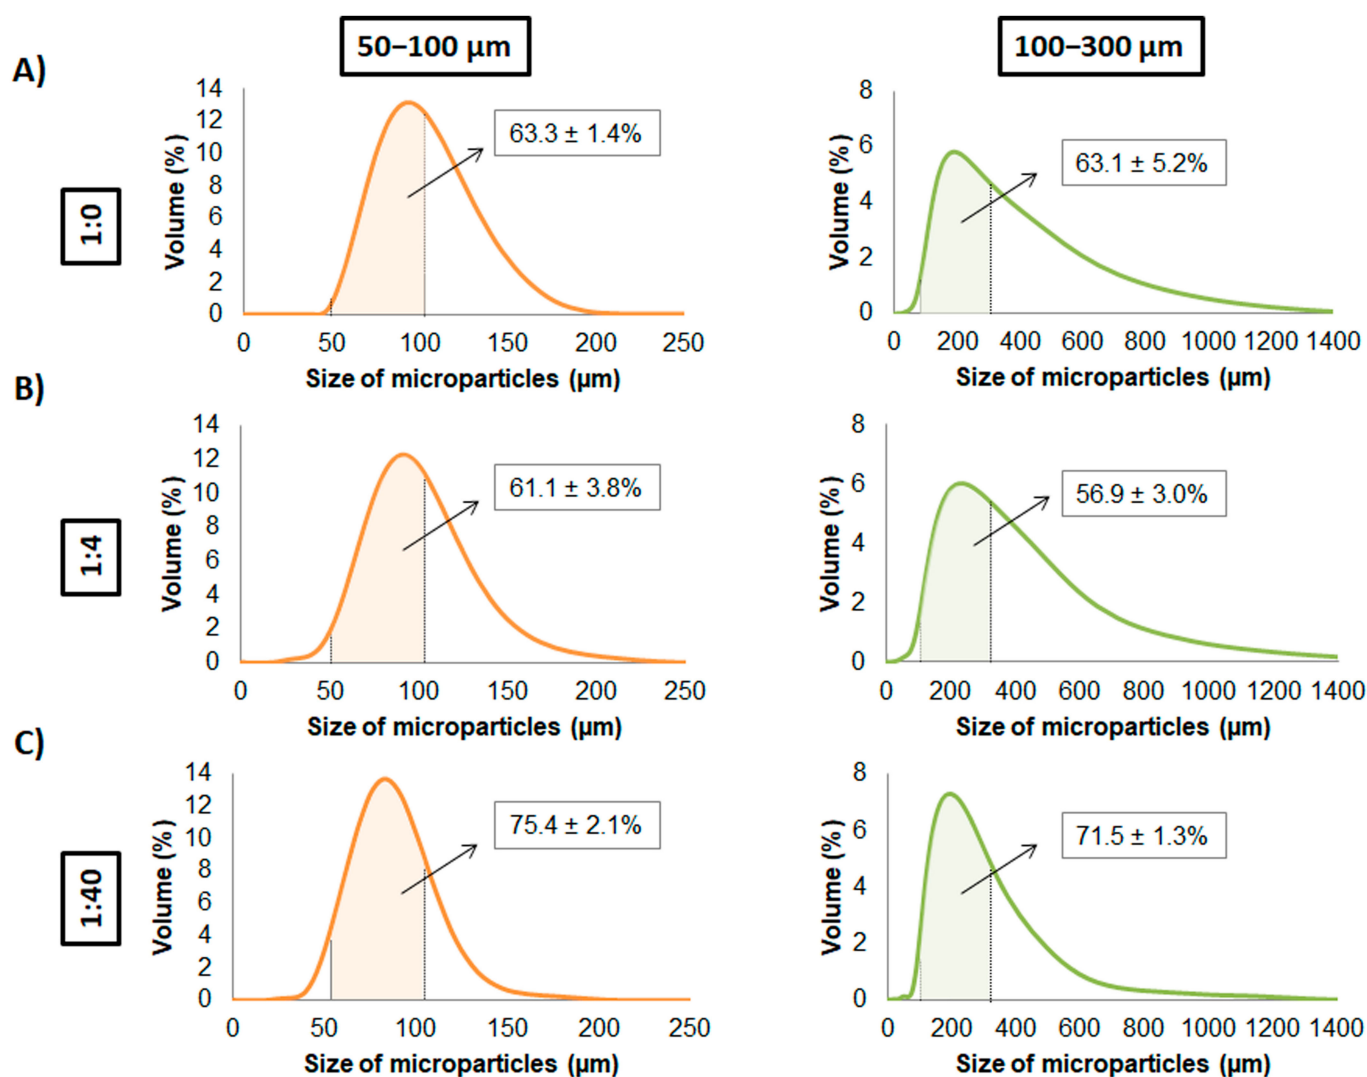 50–100 µm
100–300 µm
A)
1:0
Volume (%)
14
12
10
8
6
4
2
0
63.3 ± 1.4%
0 50 100 150 200 250
Size of microparticles (µm)
Volume (%)
8
6
4
2
0
63.1 ± 5.2%
0 200 400 600 800 1000 1200 1400
Size of microparticles (µm)
B)
1:4
Volume (%)
14
12
10
8
6
4
2
0
61.1 ± 3.8%
0 50 100 150 200 250
Size of microparticles (µm)
Volume (%)
8
6
4
2
0
56.9 ± 3.0%
0 200 400 600 800 1000 1200 1400
Size of microparticles (µm)
C)
1:40
Volume (%)
14
12
10
8
6
4
2
0
75.4 ± 2.1%
0 50 100 150 200 250
Size of microparticles (µm)
Volume (%)
8
6
4
2
0
71.5 ± 1.3%
0 200 400 600 800 1000 1200 1400
Size of microparticles (µm)